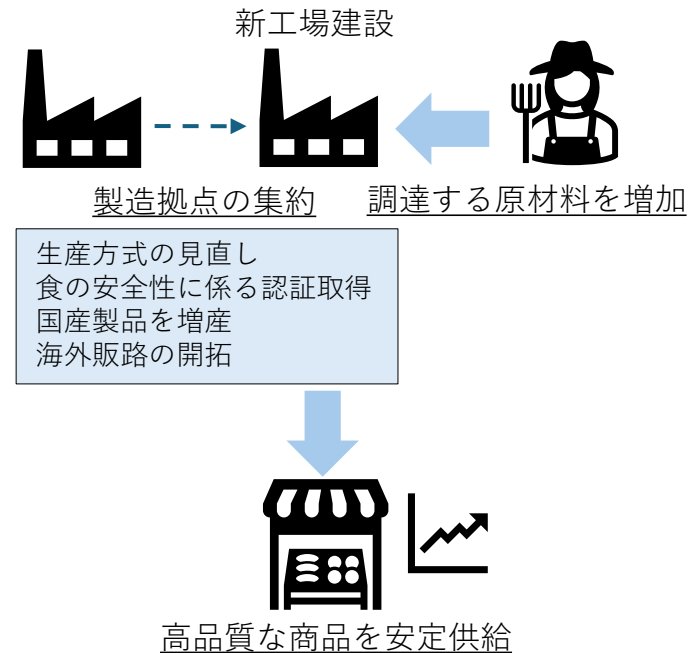 新工場建設
製造拠点の集約
調達する原材料を増加
生産方式の見直し
食の安全性に係る認証取得
国産製品を増産
海外販路の開拓
高品質な商品を安定供給